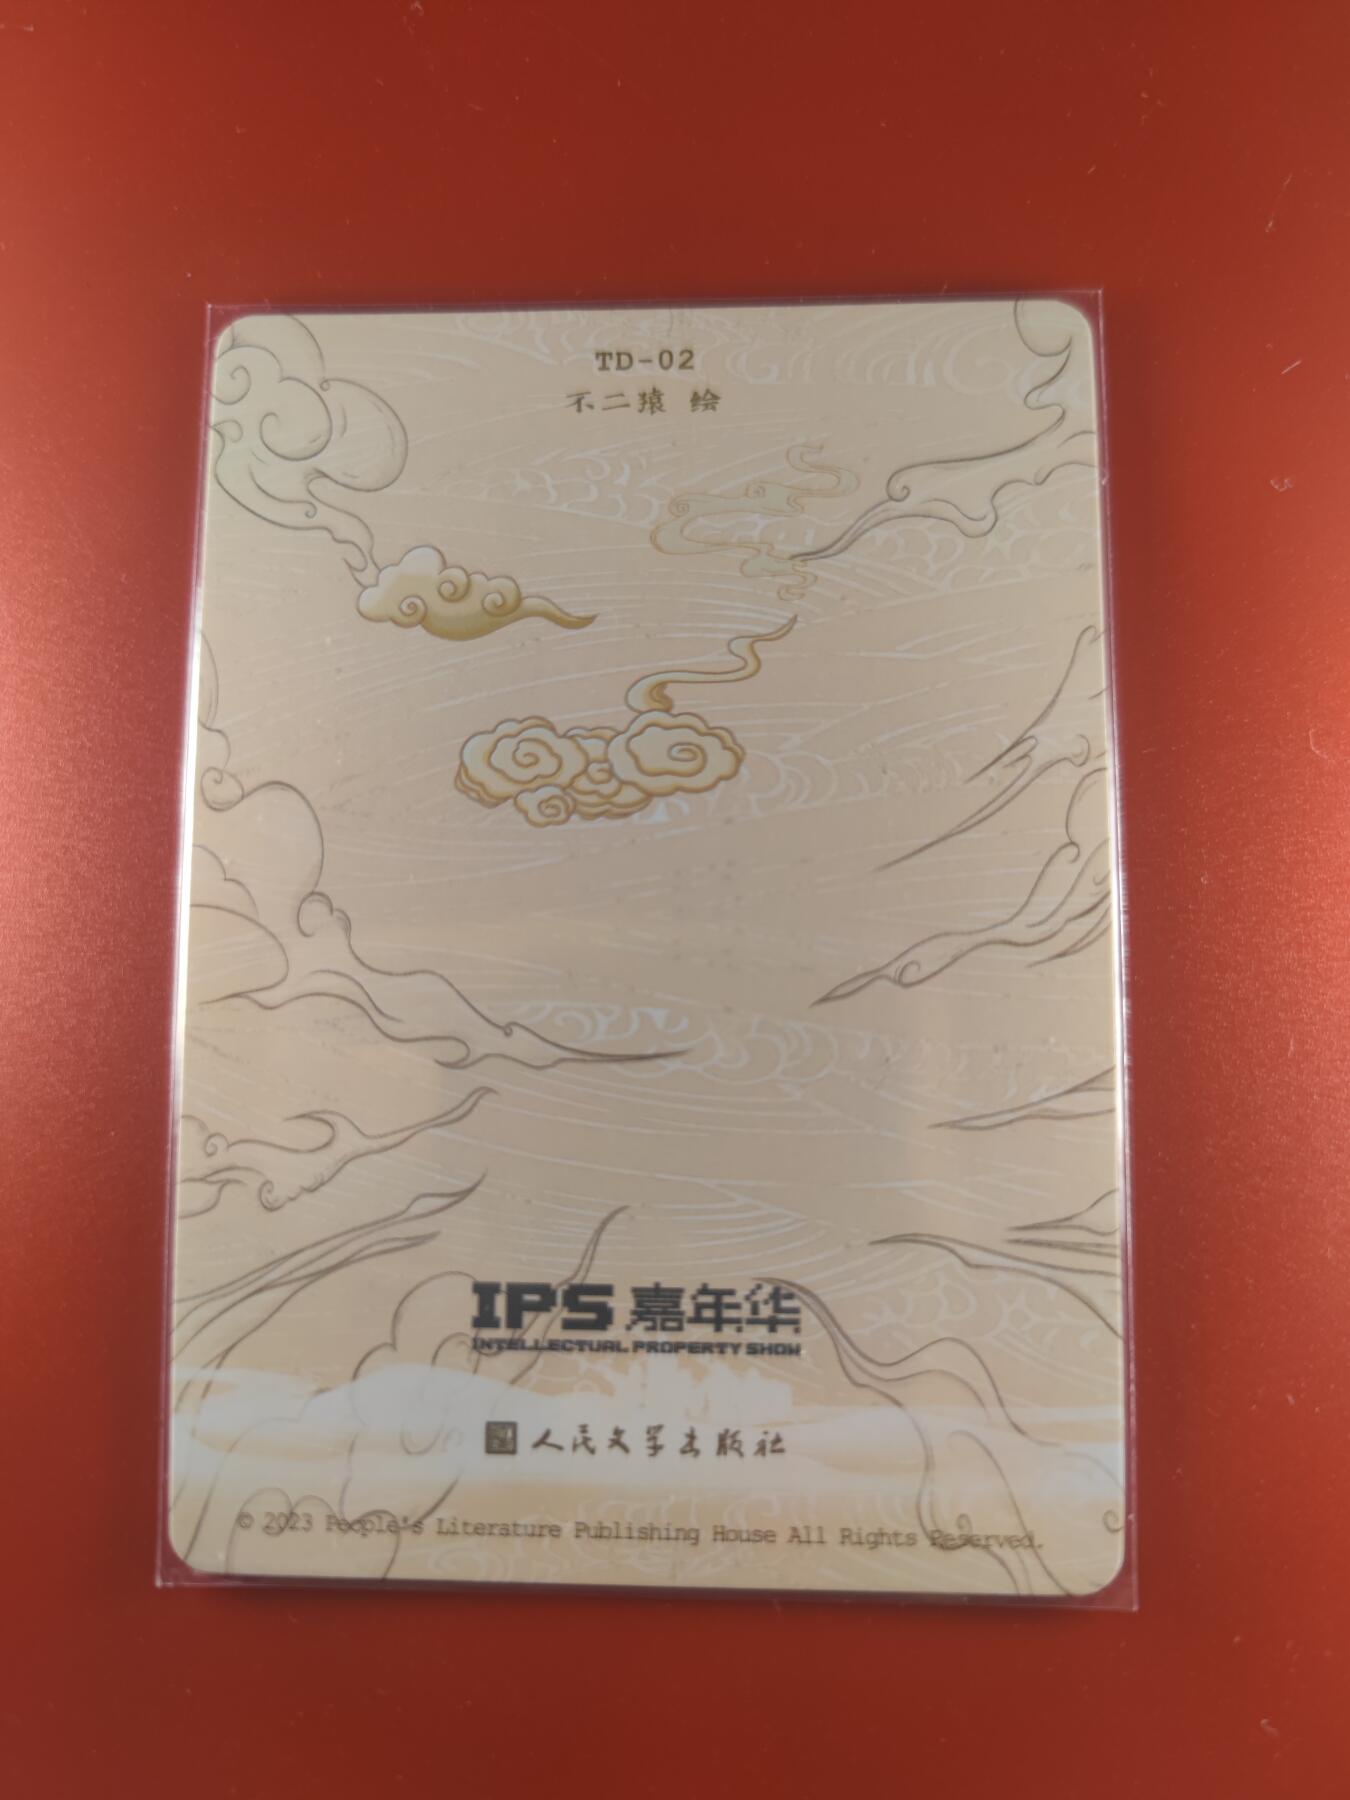 TD-02
不二猿 绘
IPS 嘉年华
INTELLECTUAL PROPERTY SHOW
人民文学出版社
© 2023 People's Literature Publishing House All Rights Reserved.